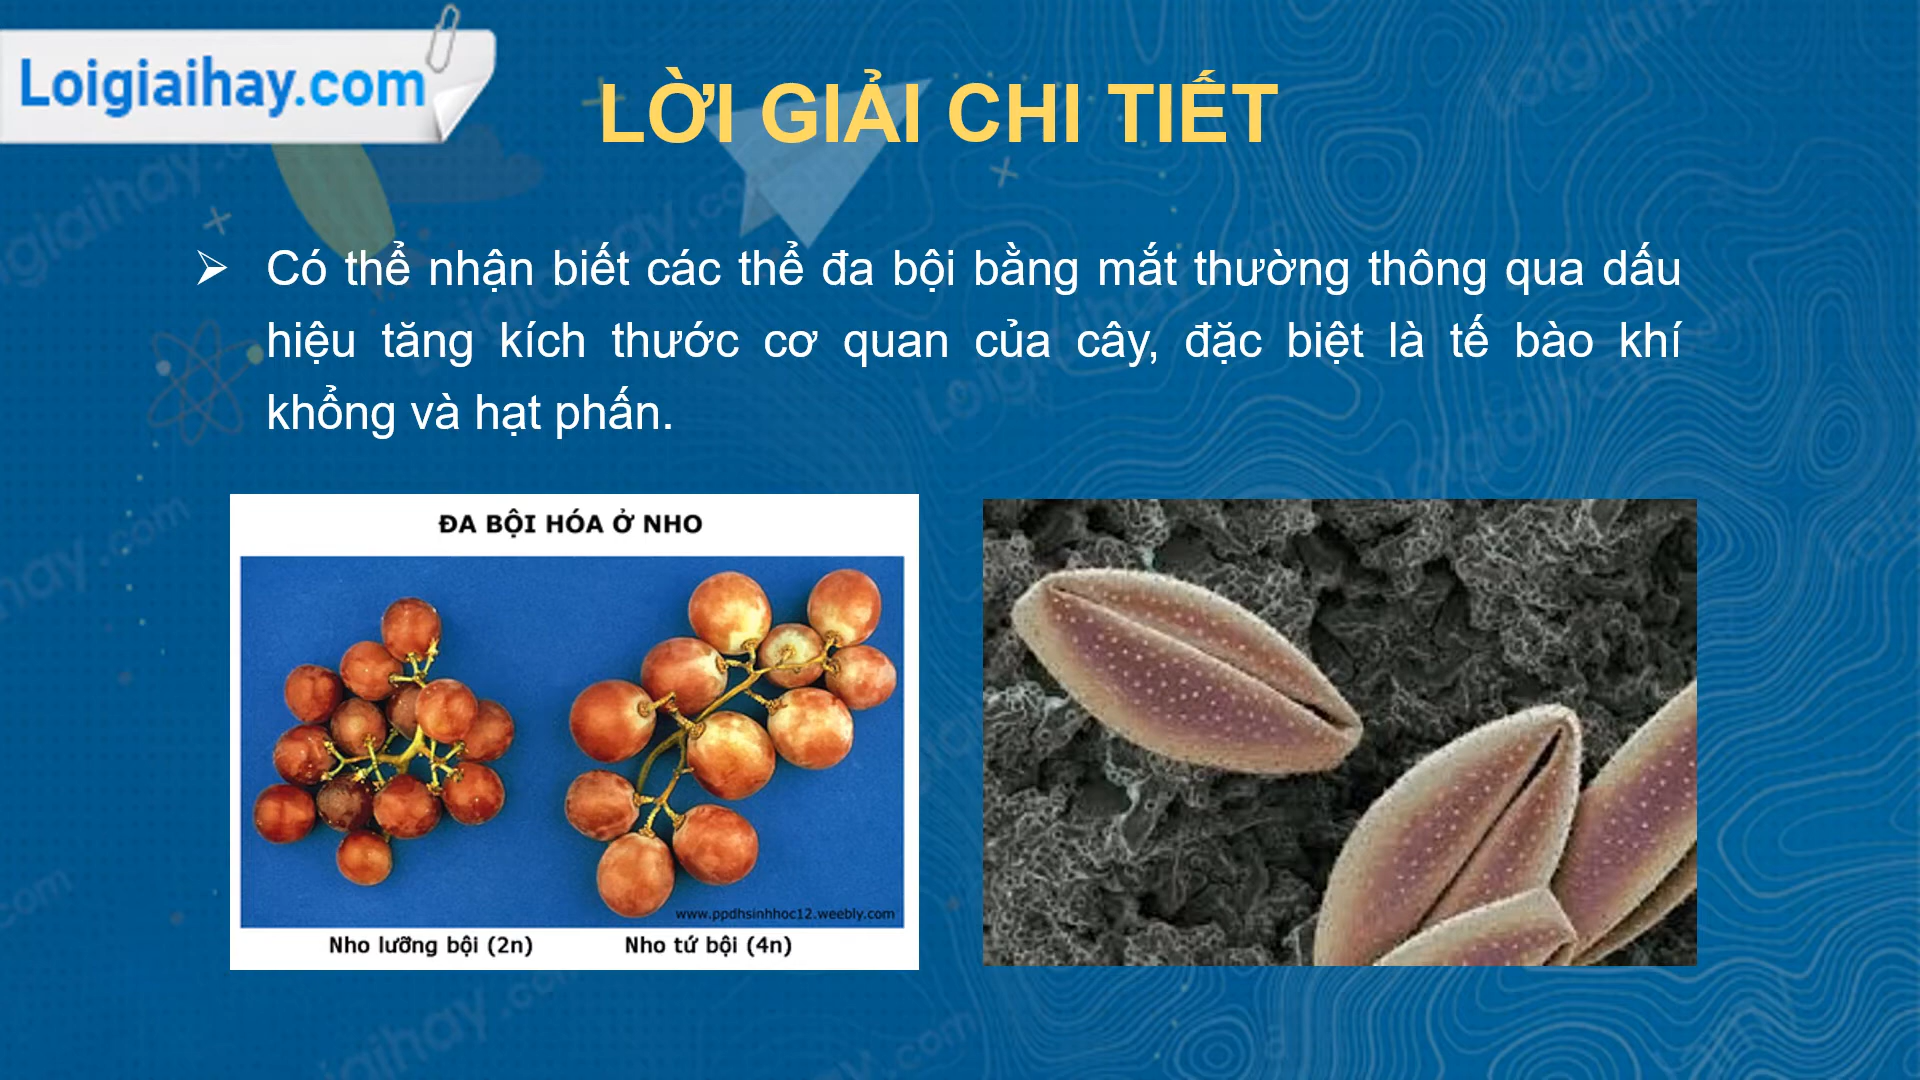 Loigiaihay.com
LỜI GIẢI CHI TIẾT
Có thể nhận biết các thể đa bội bằng mắt thường thông qua dấu
hiệu tăng kích thước cơ quan của cây, đặc biệt là tế bào khí
khổng và hạt phấn.
ĐA BỘI HÓA Ở NHO
www.ppdhsinhhoc12.weebly.com
Nho lưỡng bội (2n)
Nho tứ bội (4n)